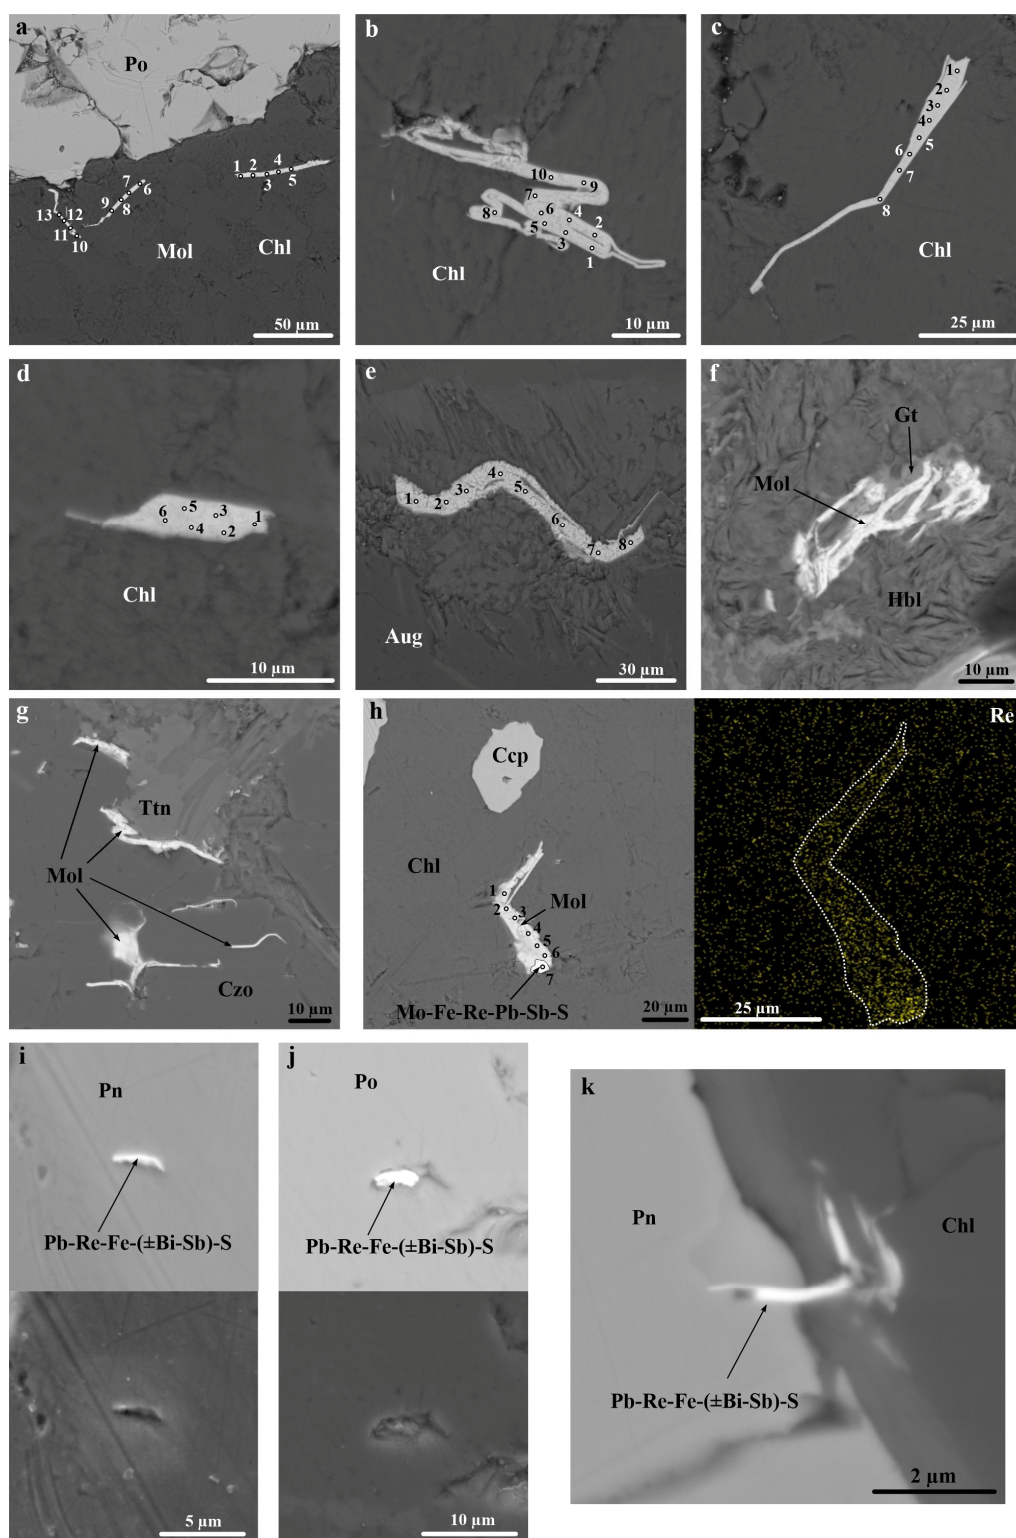 a
Po
1 2 3 4 5
6 7 8 9
10 11 12 13
Mol
Chl
50 µm
b
1 2 3 4 5 6 7 8 9 10
Chl
10 µm
c
1
2
3
4
5
6
7
8
Chl
25 µm
d
6 5 4 3 2 1
Chl
10 µm
e
1 2 3 4 5 6 7 8
Aug
30 µm
f
Gt
Mol
Hbl
10 µm
g
Ttn
Mol
Czo
10 µm
h
Ccp
Chl
1
2
3
Mol
4
5
6
7
Mo-Fe-Re-Pb-Sb-S
20 µm
Re
25 µm
i
Pn
Pb-Re-Fe-(±Bi-Sb)-S
5 µm
j
Po
Pb-Re-Fe-(±Bi-Sb)-S
10 µm
k
Pn
Chl
Pb-Re-Fe-(±Bi-Sb)-S
2 µm